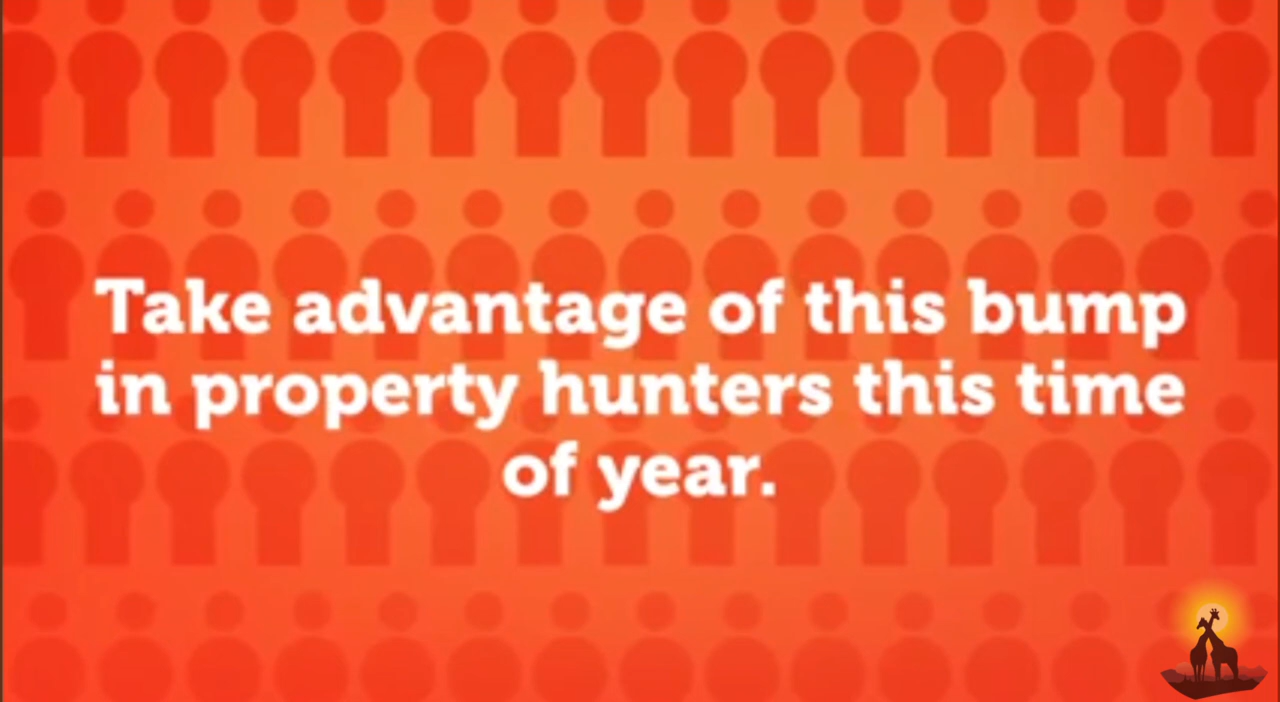 Take advantage of this bump
in property hunters this time
of year.